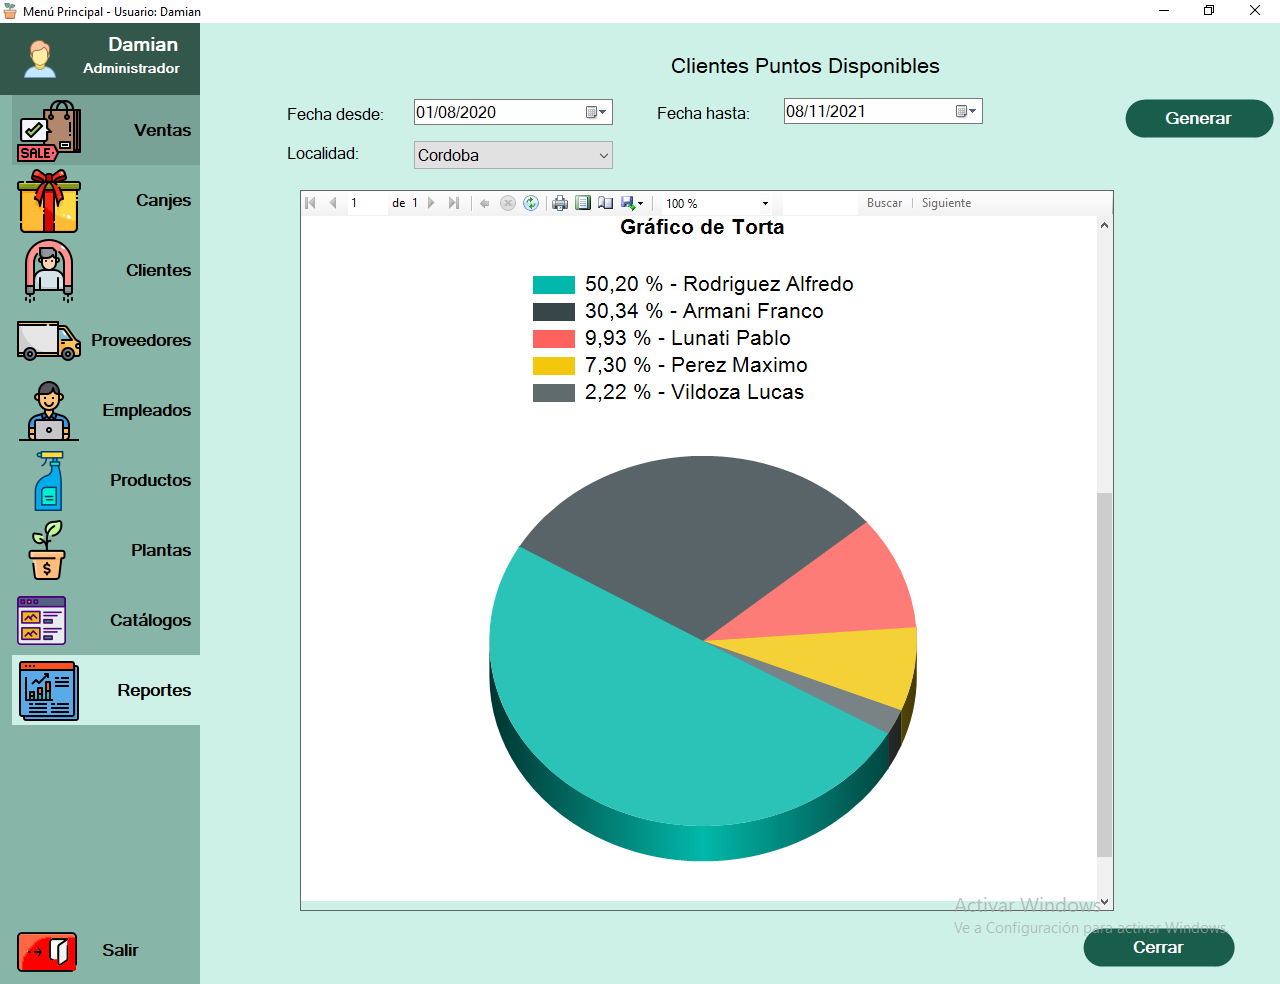 Menú Principal - Usuario: Damian
Damian
Administrador
Ventas
SALE
Canjes
Clientes
Proveedores
Empleados
Productos
Plantas
$
Catálogos
Reportes
Salir
Clientes Puntos Disponibles
Fecha desde: 01/08/2020 Fecha hasta: 08/11/2021
Generar
Localidad: Cordoba
1 de 1 100 % Buscar | Siguiente
Gráfico de Torta
50,20 % - Rodriguez Alfredo
30,34 % - Armani Franco
9,93 % - Lunati Pablo
7,30 % - Perez Maximo
2,22 % - Vildoza Lucas
Activar Windows
Ve a Configuración para activar Windows.
Cerrar